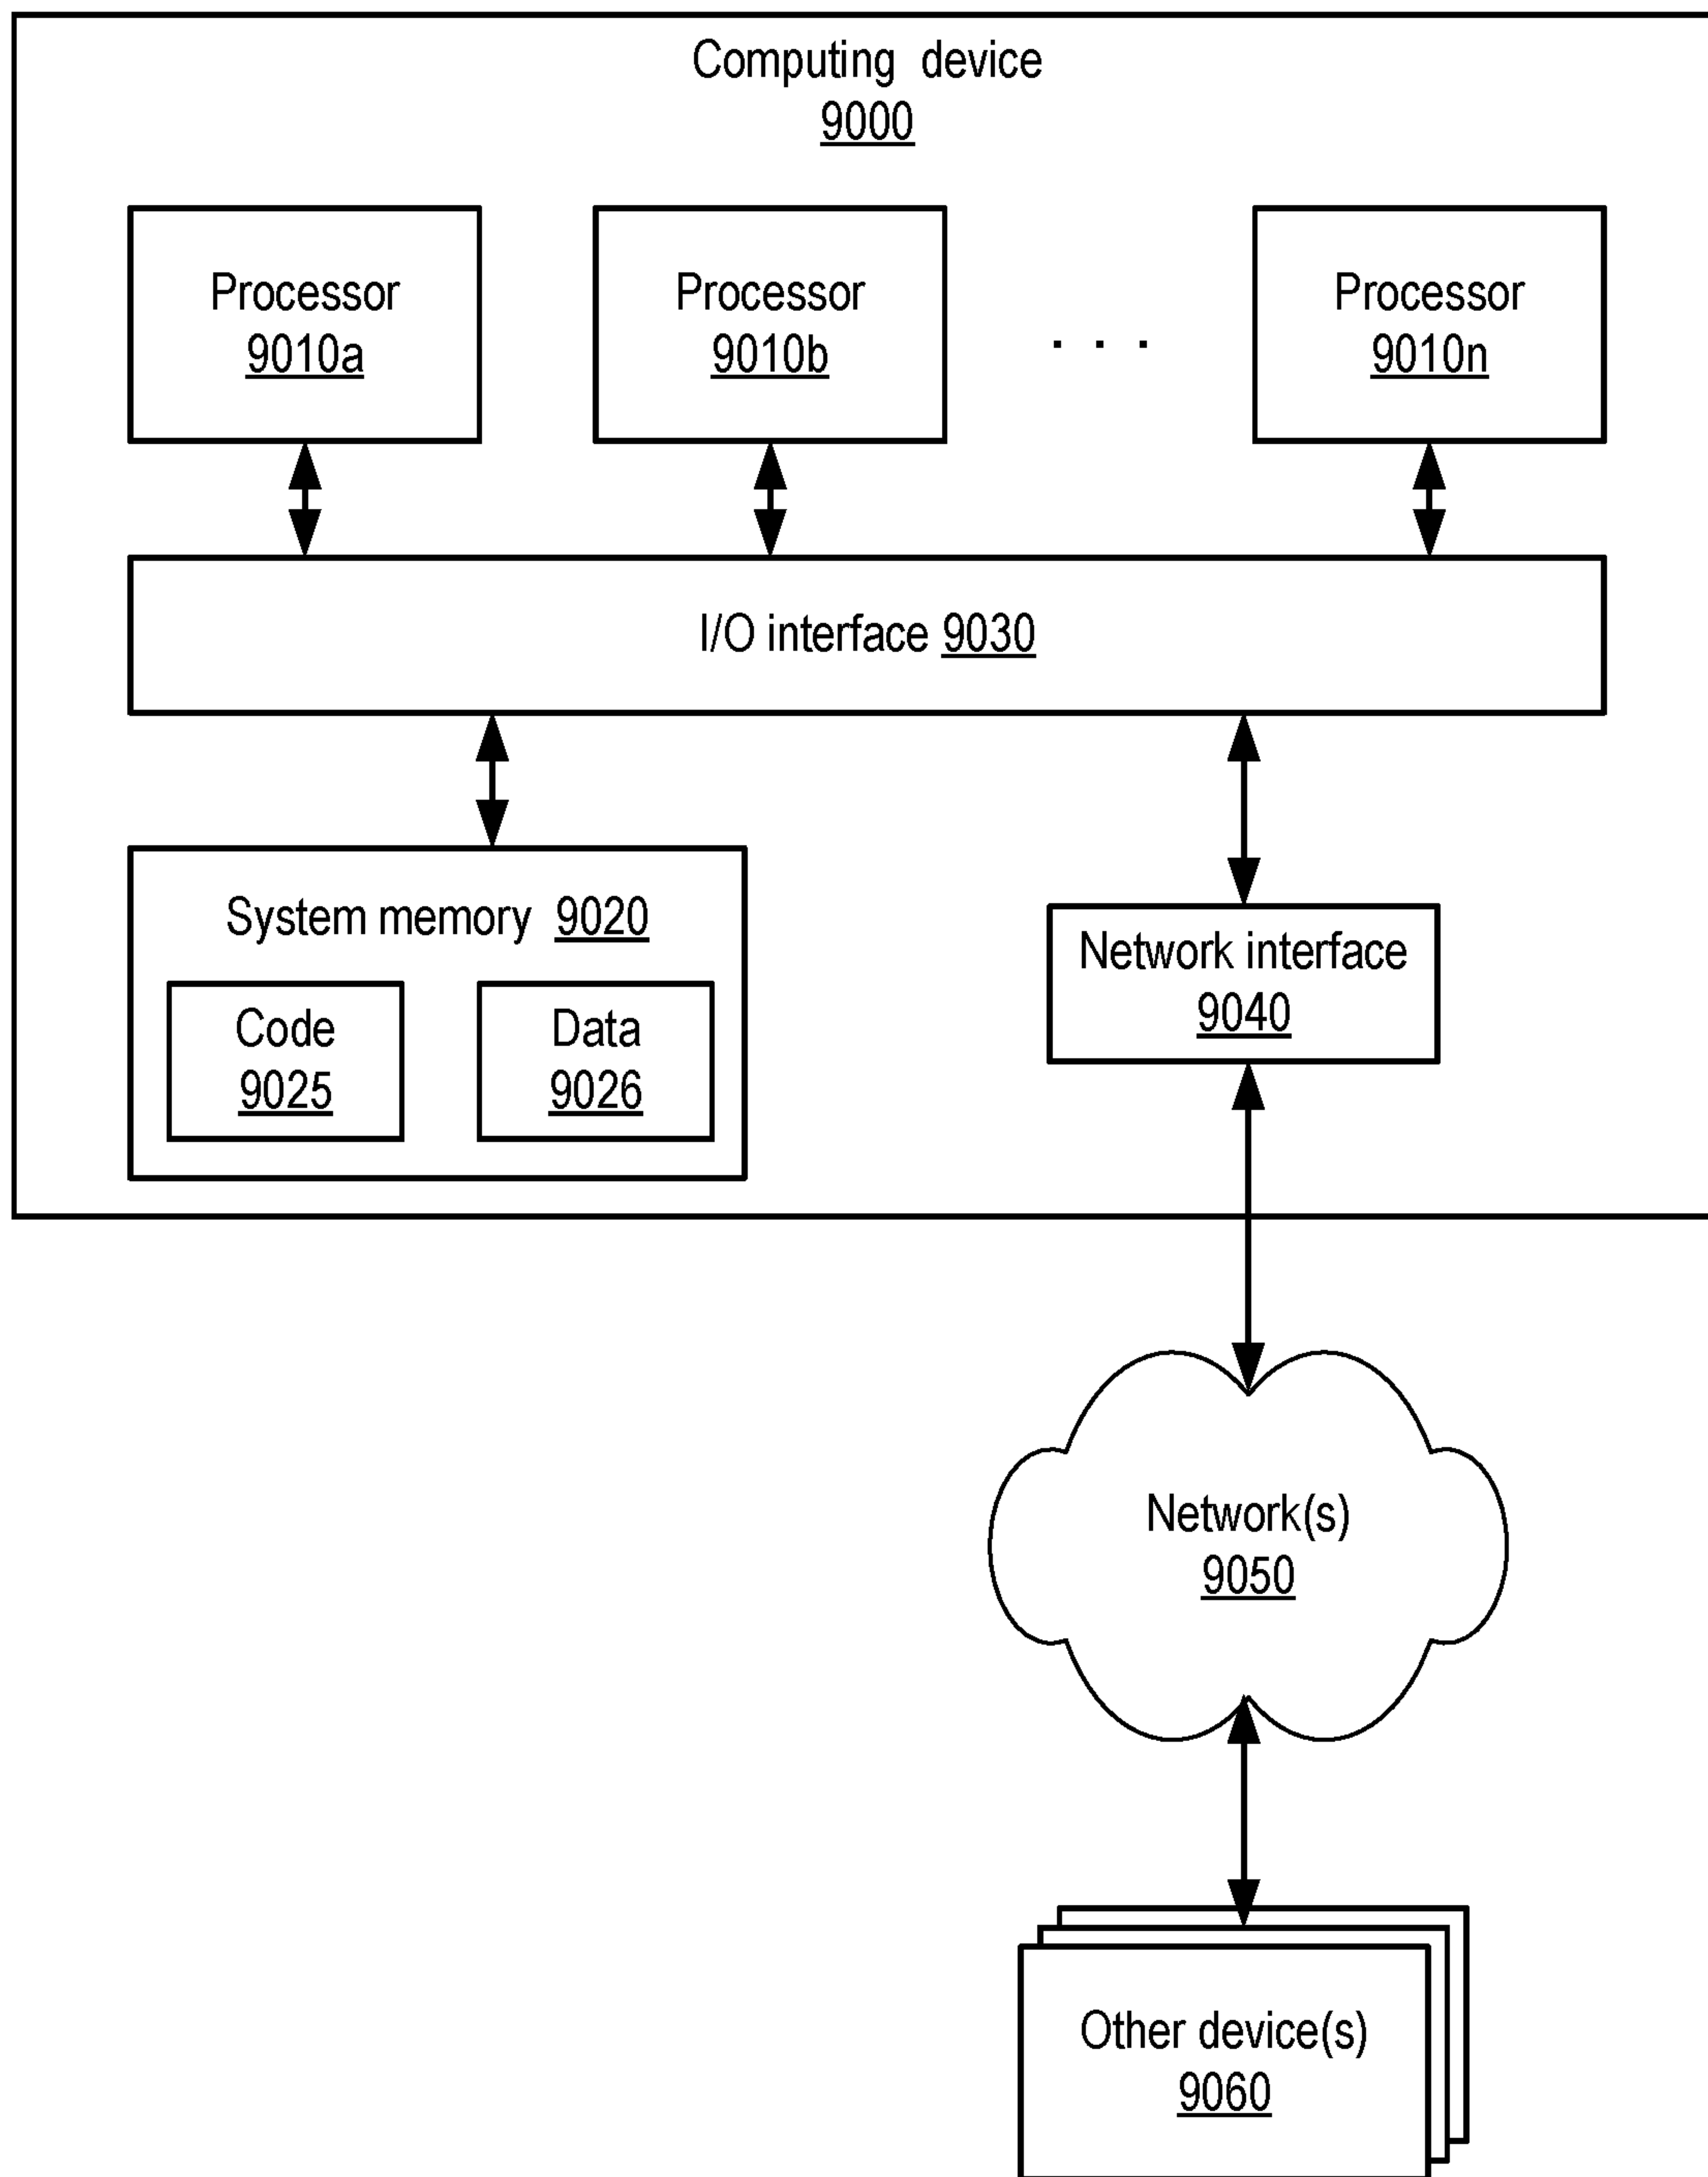 Computing device
9000
Processor
9010a
Processor
9010b
. . .
Processor
9010n
I/O interface 9030
System memory 9020
Code
9025
Data
9026
Network interface
9040
Network(s)
9050
Other device(s)
9060